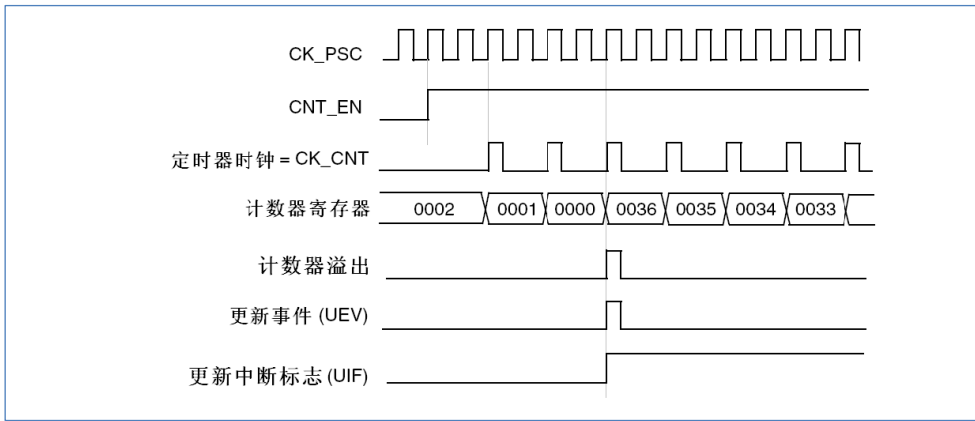 CK_PSC
CNT_EN
定时器时钟 = CK_CNT
计数器寄存器 0002 0001 0000 0036 0035 0034 0033
计数器溢出
更新事件 (UEV)
更新中断标志 (UIF)